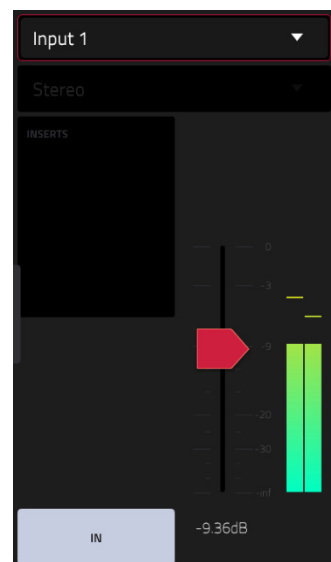 Input 1
Stereo
INSERTS
0
-3
-9
-20
-30
-inf
-9.36dB
IN